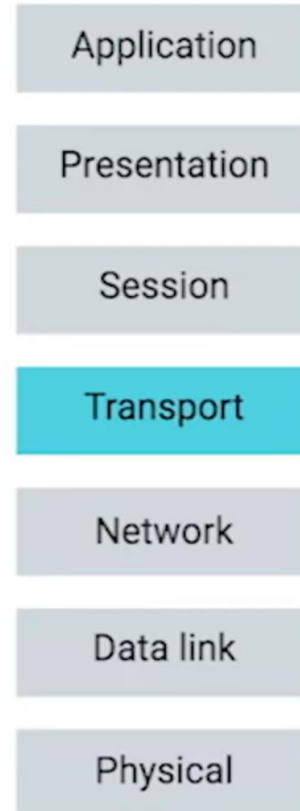 Application
Presentation
Session
Transport
Network
Data link
Physical